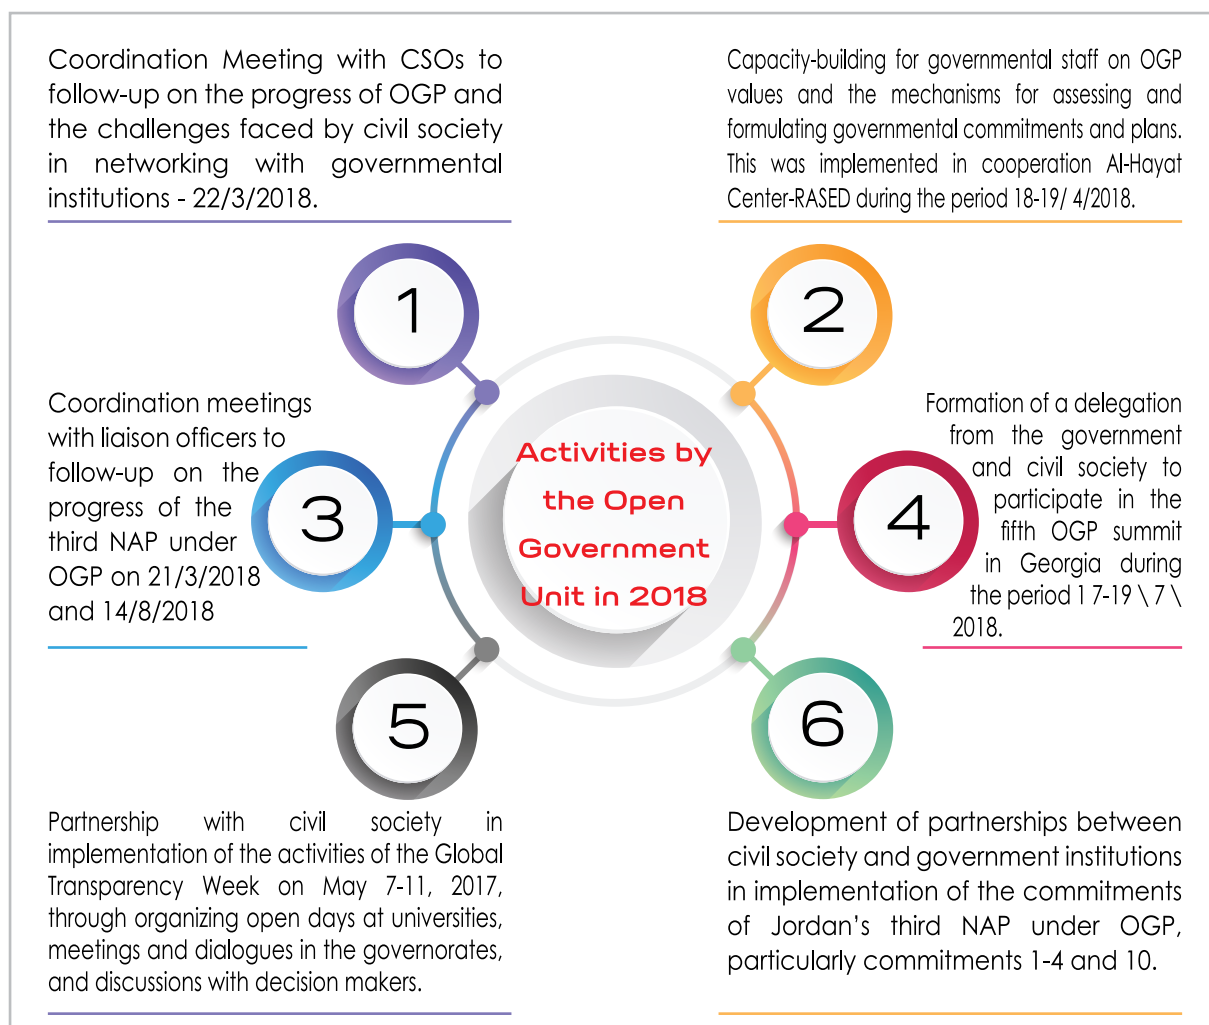 Coordination Meeting with CSOs to
follow-up on the progress of OGP and
the challenges faced by civil society
in networking with governmental
institutions - 22/3/2018.
Capacity-building for governmental staff on OGP
values and the mechanisms for assessing and
formulating governmental commitments and plans.
This was implemented in cooperation Al-Hayat
Center-RASED during the period 18-19/ 4/2018.
1
2
Coordination meetings
with liaison officers to
follow-up on the
progress of the
third NAP under
OGP on 21/3/2018
and 14/8/2018
3
Activities by
the Open
Government
Unit in 2018
4
Formation of a delegation
from the government
and civil society to
participate in the
fifth OGP summit
in Georgia during
the period 1 7-19 \ 7 \
2018.
5
6
Partnership with civil society in
implementation of the activities of the Global
Transparency Week on May 7-11, 2017,
through organizing open days at universities,
meetings and dialogues in the governorates,
and discussions with decision makers.
Development of partnerships between
civil society and government institutions
in implementation of the commitments
of Jordan’s third NAP under OGP,
particularly commitments 1-4 and 10.